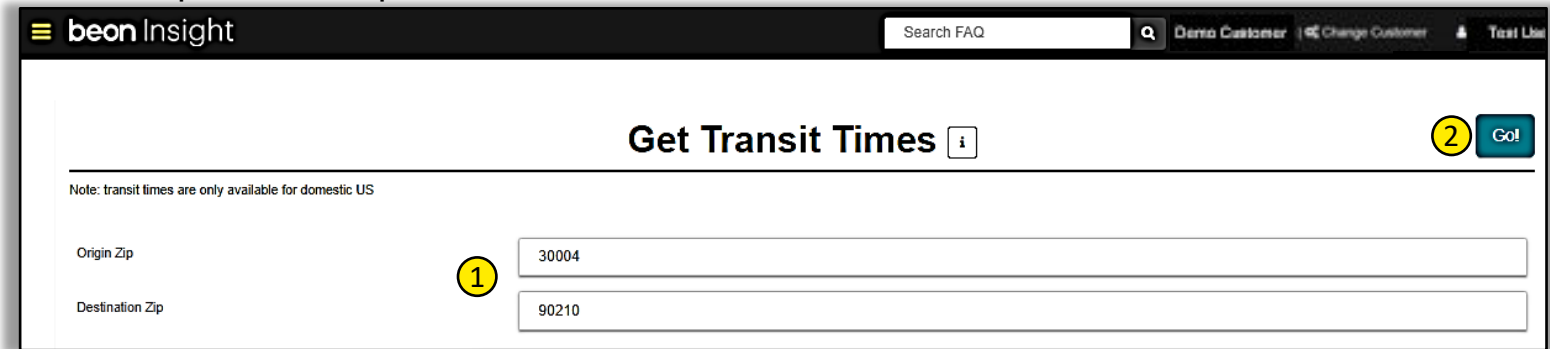 ≡ beon Insight Search FAQ Demo Customer | Change Customer Test
Get Transit Times i 2 Go!
Note: transit times are only available for domestic US
Origin Zip 30004
1
Destination Zip 90210